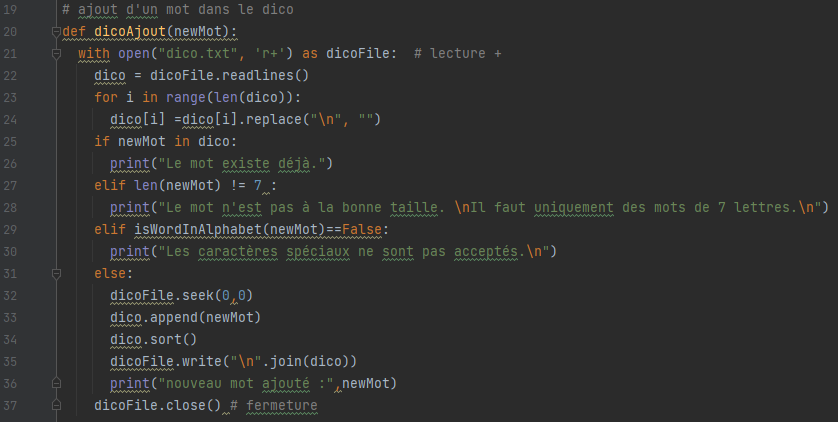 19 # ajout d'un mot dans le dico
20 def dicoAjout(newMot):
21 with open("dico.txt", 'r+') as dicoFile:  # lecture +
22 dico = dicoFile.readlines()
23 for i in range(len(dico)):
24 dico[i] =dico[i].replace("\n", "")
25 if newMot in dico:
26 print("Le mot existe déjà.")
27 elif len(newMot) != 7 :
28 print("Le mot n'est pas à la bonne taille. \nIl faut uniquement des mots de 7 lettres.\n")
29 elif isWordInAlphabet(newMot)==False:
30 print("Les caractères spéciaux ne sont pas acceptés.\n")
31 else:
32 dicoFile.seek(0,0)
33 dico.append(newMot)
34 dico.sort()
35 dicoFile.write("\n".join(dico))
36 print("nouveau mot ajouté :",newMot)
37 dicoFile.close() # fermeture